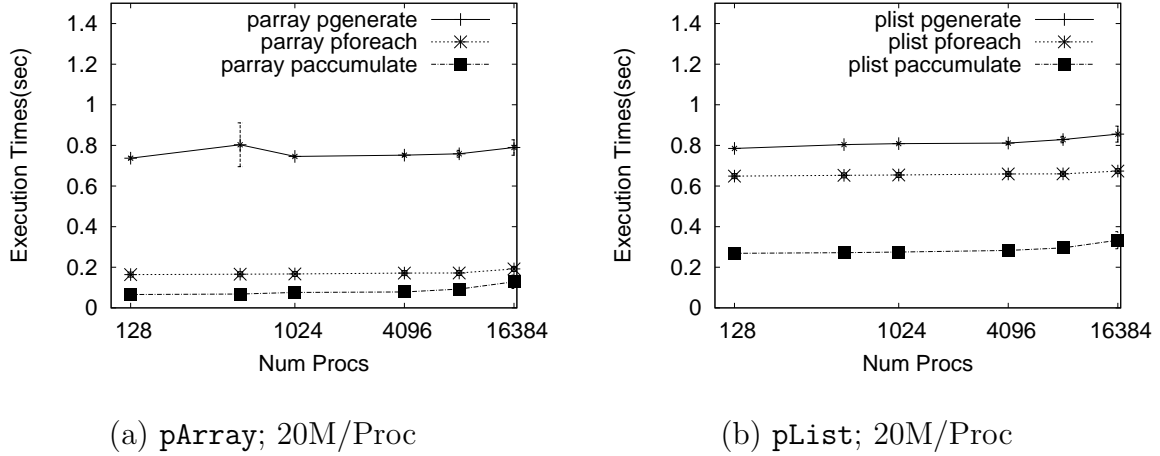 1.4
1.2
1
0.8
0.6
0.4
0.2
0
Execution Times(sec)
parray pgenerate
parray pforeach
parray paccumulate
128
1024
4096
16384
Num Procs
(a) pArray; 20M/Proc
1.4
1.2
1
0.8
0.6
0.4
0.2
0
Execution Times(sec)
plist pgenerate
plist pforeach
plist paccumulate
128
1024
4096
16384
Num Procs
(b) pList; 20M/Proc